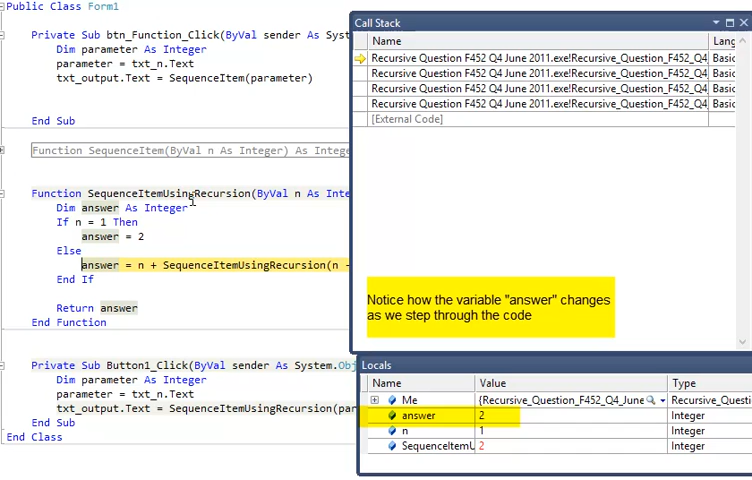 Public Class Form1
Private Sub btn_Function_Click(ByVal sender As Syst
Dim parameter As Integer
parameter = txt_n.Text
txt_output.Text = SequenceItem(parameter)
End Sub
Function SequenceItem(ByVal n As Integer) As Intege
Function SequenceItemUsingRecursion(ByVal n As Inte
Dim answer As Integer
If n = 1 Then
answer = 2
Else
answer = n + SequenceItemUsingRecursion(n -
End If
Return answer
End Function
Private Sub Button1_Click(ByVal sender As System.Obj
Dim parameter As Integer
parameter = txt_n.Text
txt_output.Text = SequenceItemUsingRecursion(par
End Sub
End Class
Call Stack
Name Lang
Recursive Question F452 Q4 June 2011.exe!Recursive_Question_F452_Q4_ Basic
Recursive Question F452 Q4 June 2011.exe!Recursive_Question_F452_Q4_ Basic
Recursive Question F452 Q4 June 2011.exe!Recursive_Question_F452_Q4_ Basic
Recursive Question F452 Q4 June 2011.exe!Recursive_Question_F452_Q4_ Basic
[External Code]
Notice how the variable "answer" changes
as we step through the code
Locals
Name Value Type
Me {Recursive_Question_F452_Q4_June Recursive_Questio
answer 2 Integer
n 1 Integer
SequenceItemU 2 Integer